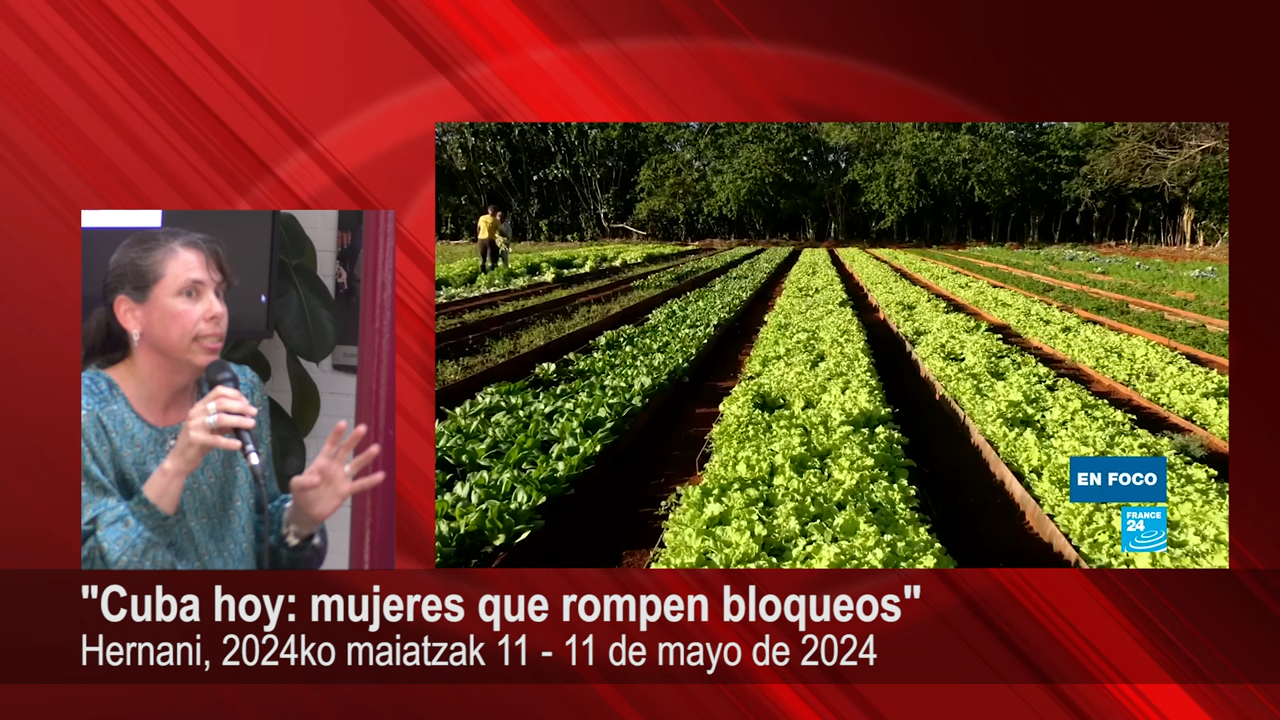 EN FOCO
FRANCE
24
"Cuba hoy: mujeres que rompen bloqueos"
Hernani, 2024ko maiatzak 11 - 11 de mayo de 2024